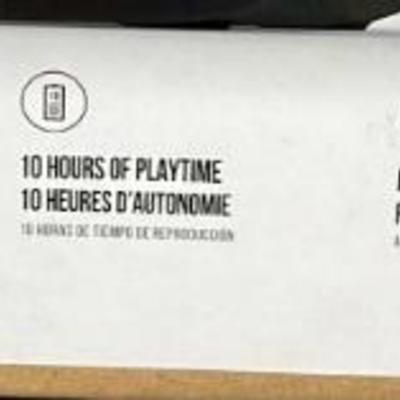 10 HOURS OF PLAYTIME
10 HEURES D'AUTONOMIE
10 HORAS DE TIEMPO DE REPRODUCCIÓN